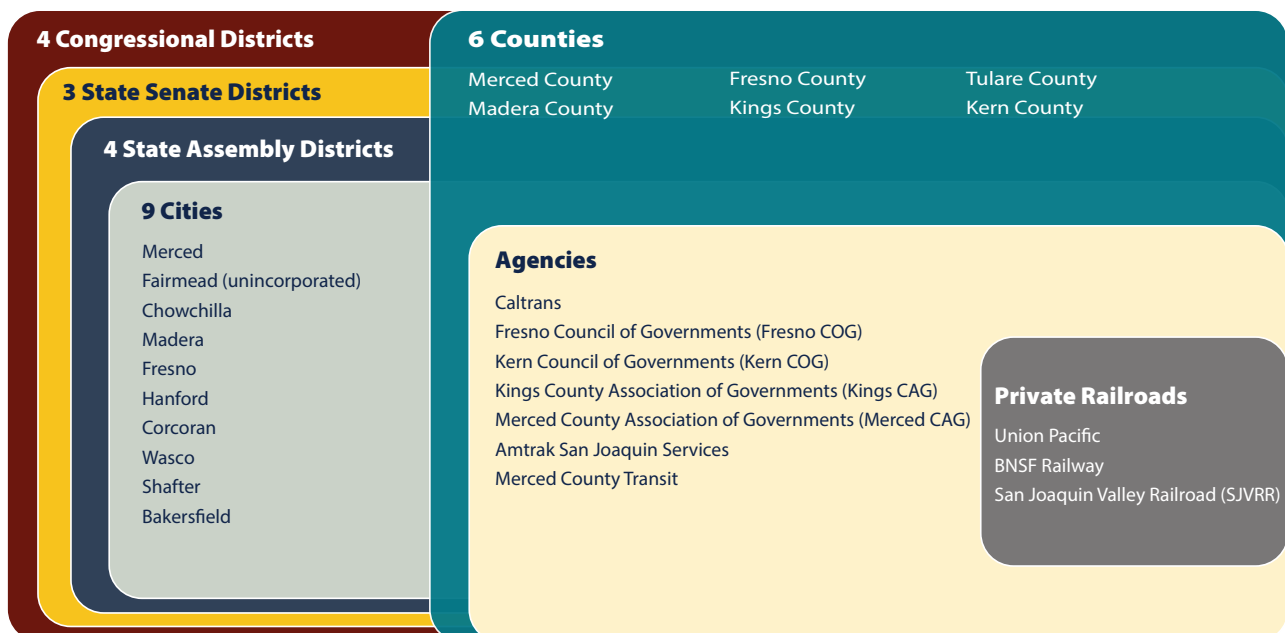 4 Congressional Districts
3 State Senate Districts
4 State Assembly Districts
9 Cities
Merced
Fairmead (unincorporated)
Chowchilla
Madera
Fresno
Hanford
Corcoran
Wasco
Shafter
Bakersfield
6 Counties
Merced County Fresno County Tulare County
Madera County Kings County Kern County
Agencies
Caltrans
Fresno Council of Governments (Fresno COG)
Kern Council of Governments (Kern COG)
Kings County Association of Governments (Kings CAG)
Merced County Association of Governments (Merced CAG)
Amtrak San Joaquin Services
Merced County Transit
Private Railroads
Union Pacific
BNSF Railway
San Joaquin Valley Railroad (SJVRR)